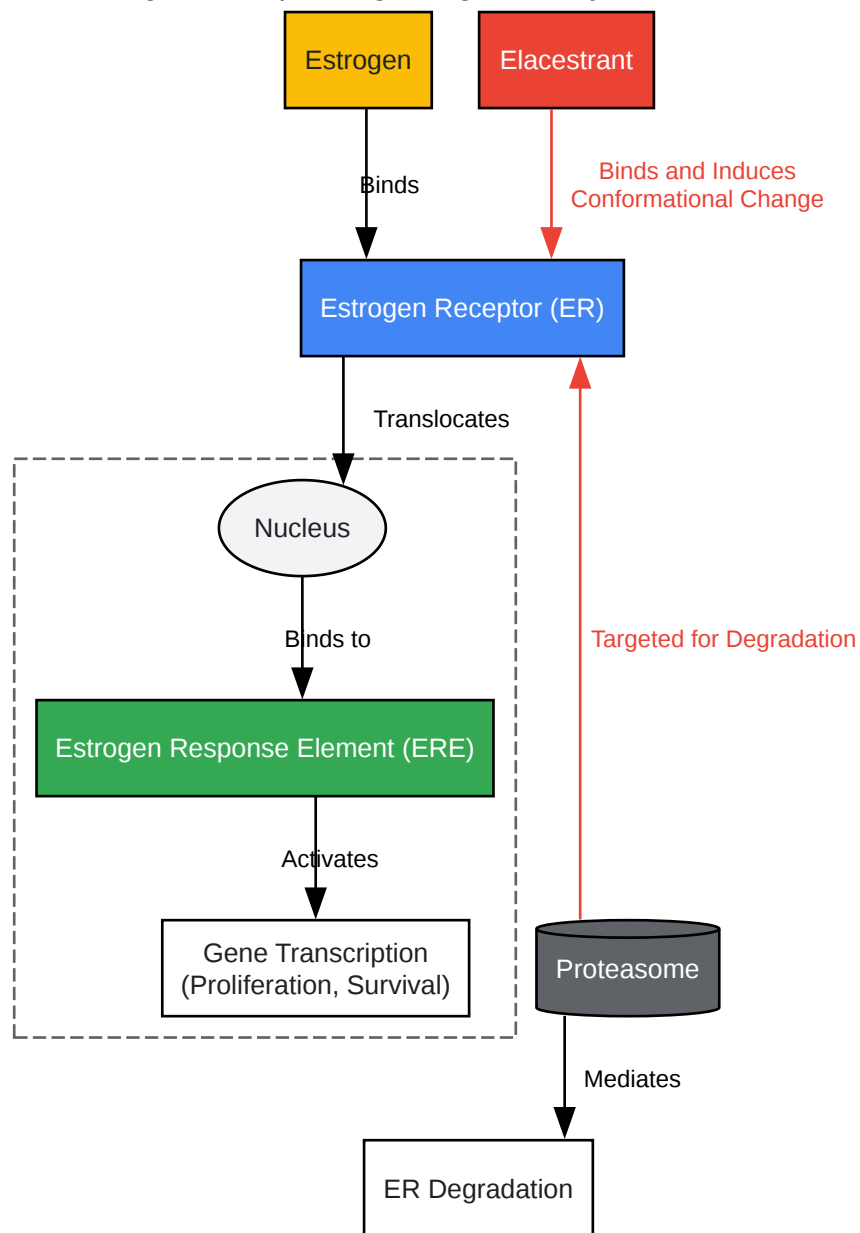 Estrogen
Elacestrant
Binds
Binds and Induces
Conformational Change
Estrogen Receptor (ER)
Translocates
Nucleus
Binds to
Targeted for Degradation
Estrogen Response Element (ERE)
Activates
Gene Transcription
(Proliferation, Survival)
Proteasome
Mediates
ER Degradation